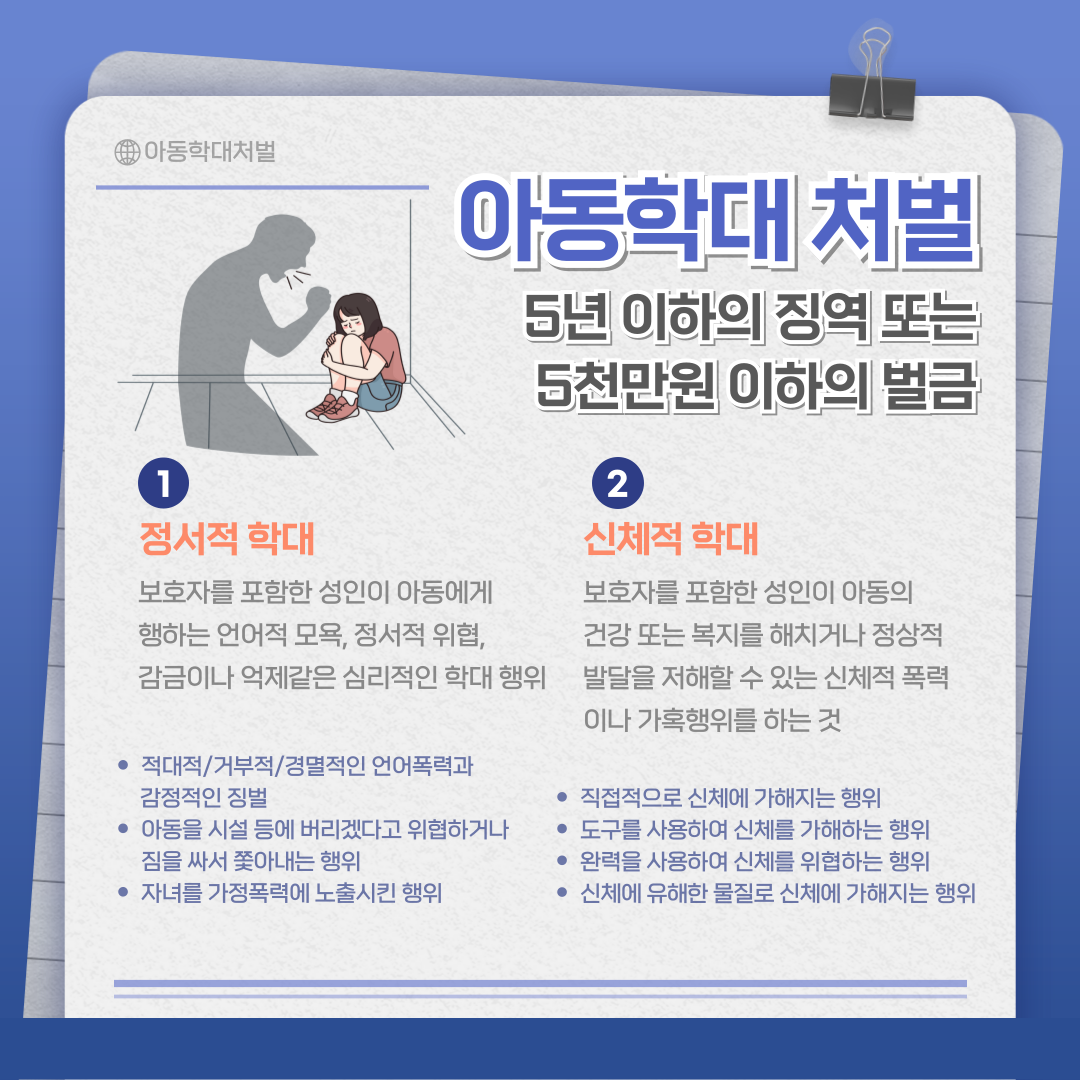 아동학대처벌
아동학대 처벌
5년 이하의 징역 또는
5천만원 이하의 벌금
1
정서적 학대
보호자를 포함한 성인이 아동에게
행하는 언어적 모욕, 정서적 위협,
감금이나 억제같은 심리적인 학대 행위
• 적대적/거부적/경멸적인 언어폭력과
감정적인 징벌
• 아동을 시설 등에 버리겠다고 위협하거나
짐을 싸서 쫓아내는 행위
• 자녀를 가정폭력에 노출시킨 행위
2
신체적 학대
보호자를 포함한 성인이 아동의
건강 또는 복지를 해치거나 정상적
발달을 저해할 수 있는 신체적 폭력
이나 가혹행위를 하는 것
• 직접적으로 신체에 가해지는 행위
• 도구를 사용하여 신체를 가해하는 행위
• 완력을 사용하여 신체를 위협하는 행위
• 신체에 유해한 물질로 신체에 가해지는 행위